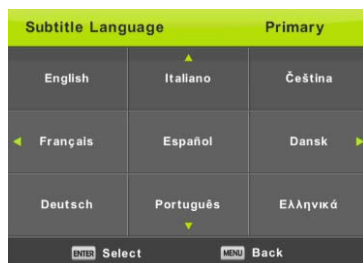 Subtitle Language Primary
English Italiano Čeština
Français Español Dansk
Deutsch Português Ελληνικά
ENTER Select MENU Back